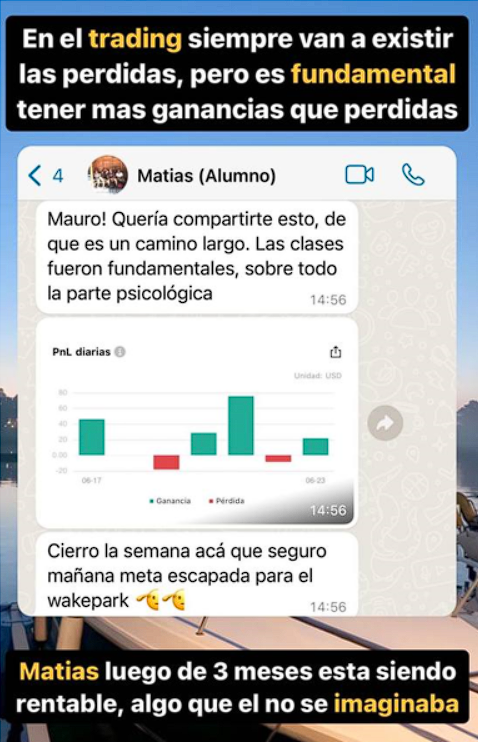 En el trading siempre van a existir
las perdidas, pero es fundamental
tener mas ganancias que perdidas
4
Matias (Alumno)
Mauro! Quería compartirte esto, de
que es un camino largo. Las clases
fueron fundamentales, sobre todo
la parte psicológica
14:56
PnL diarias
Unidad: USD
80
60
40
20
0.00
-20
06-17
06-23
Ganancia
Pérdida
14:56
Cierro la semana acá que seguro
mañana meta escapada para el
wakepark 🫡🫡
14:56
Matias luego de 3 meses esta siendo
rentable, algo que el no se imaginaba